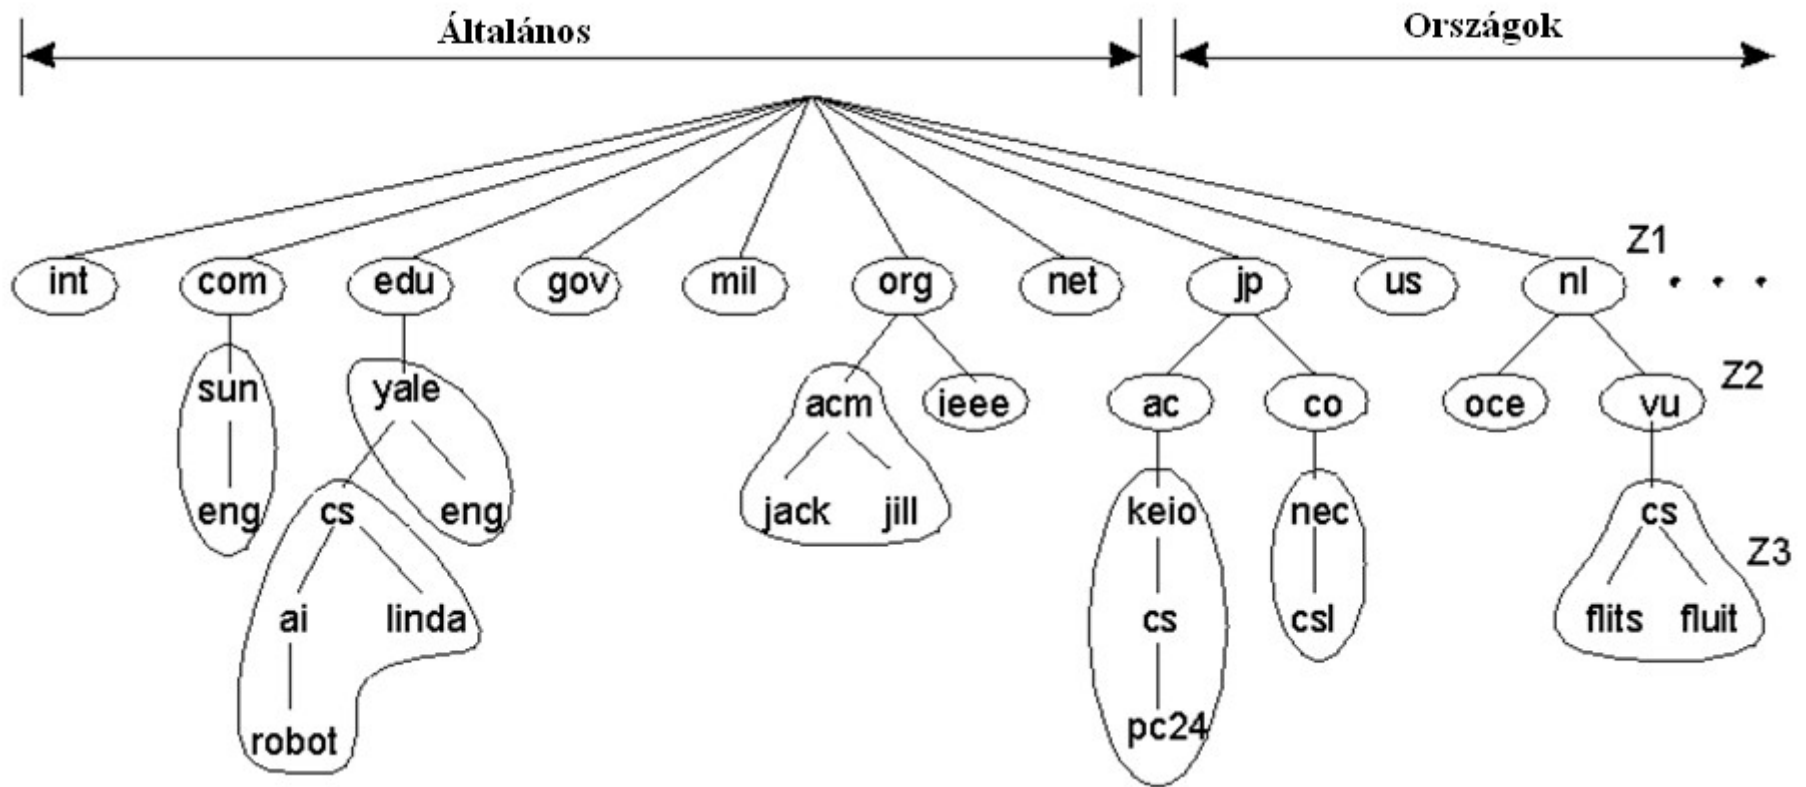 Általános Országok
Z1
int com edu gov mil org net jp us nl . . .
sun yale acm ieee ac co oce vu Z2
eng cs eng jack jill keio nec cs
Z3
ai linda cs csl flits fluit
robot pc24